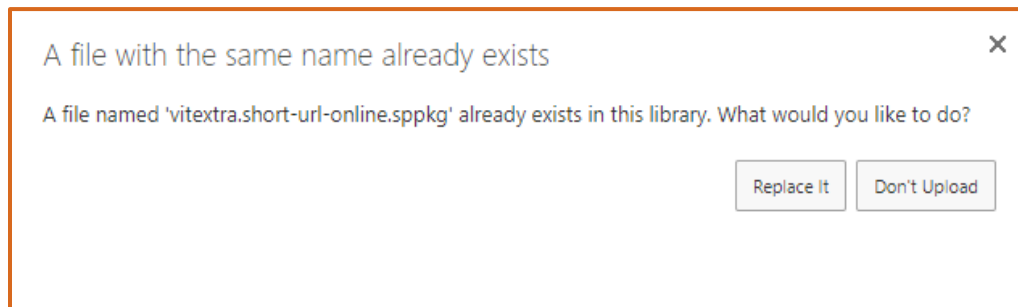 A file with the same name already exists
A file named 'vitextra.short-url-online.sppkg' already exists in this library. What would you like to do?
Replace It
Don't Upload